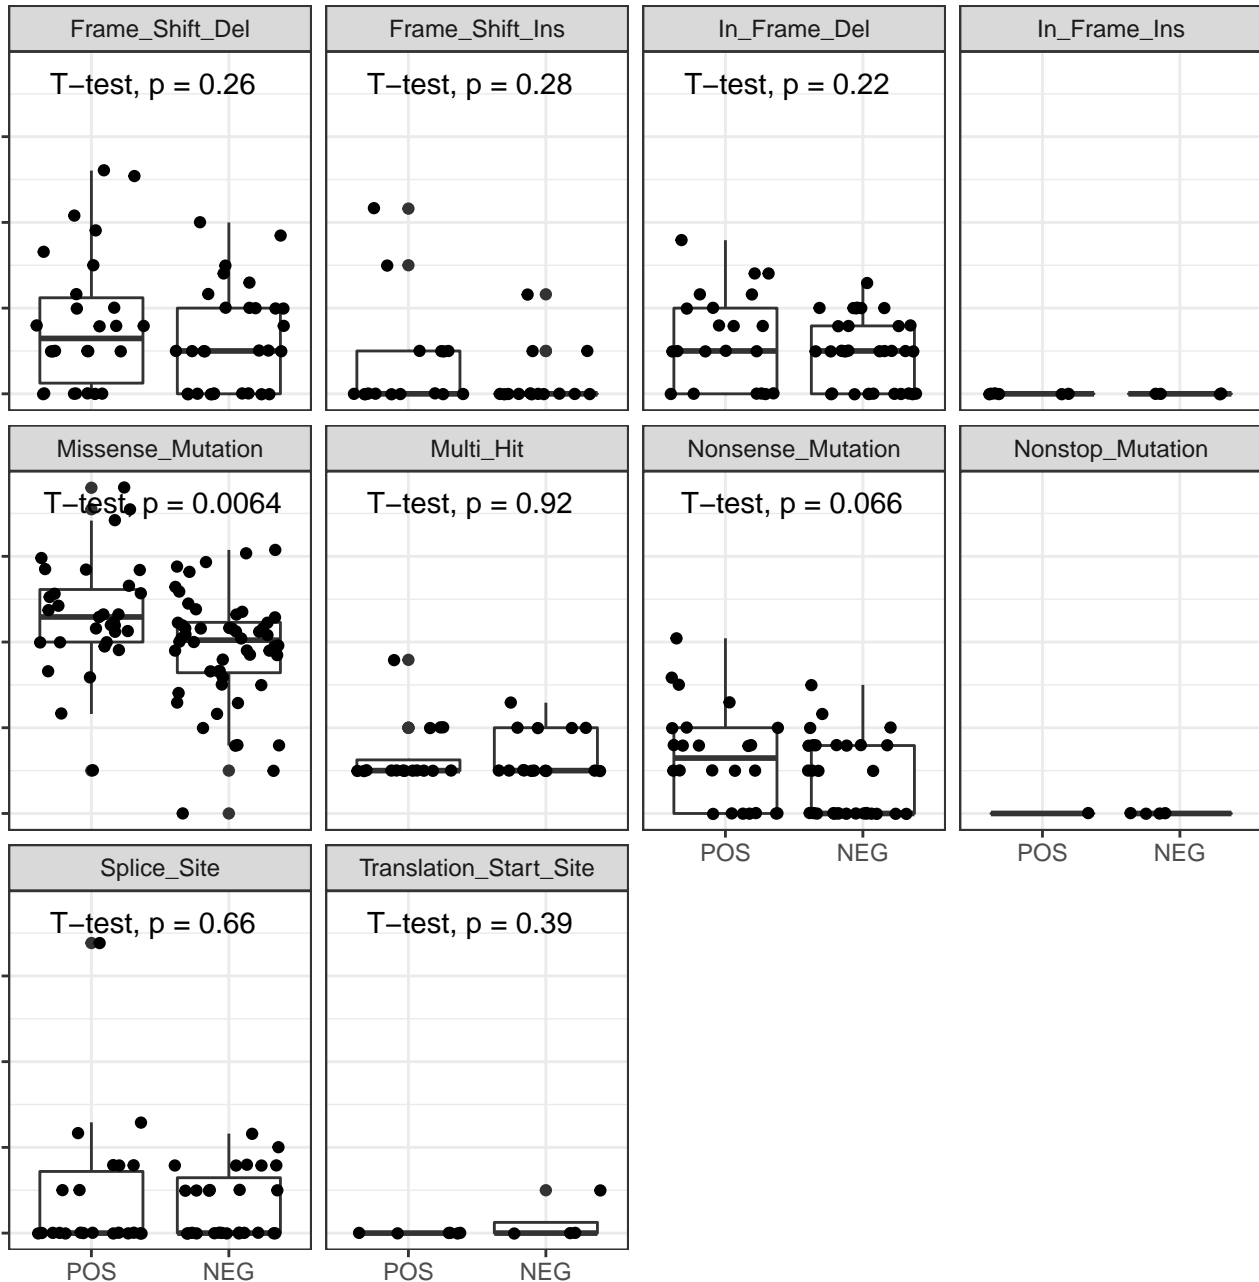 Frame_Shift_Del
Frame_Shift_Ins
In_Frame_Del
In_Frame_Ins
T−test, p = 0.26
T−test, p = 0.28
T−test, p = 0.22
Missense_Mutation
Multi_Hit
Nonsense_Mutation
Nonstop_Mutation
T−test, p = 0.0064
T−test, p = 0.92
T−test, p = 0.066
POS
NEG
POS
NEG
Splice_Site
Translation_Start_Site
T−test, p = 0.66
T−test, p = 0.39
POS
NEG
POS
NEG